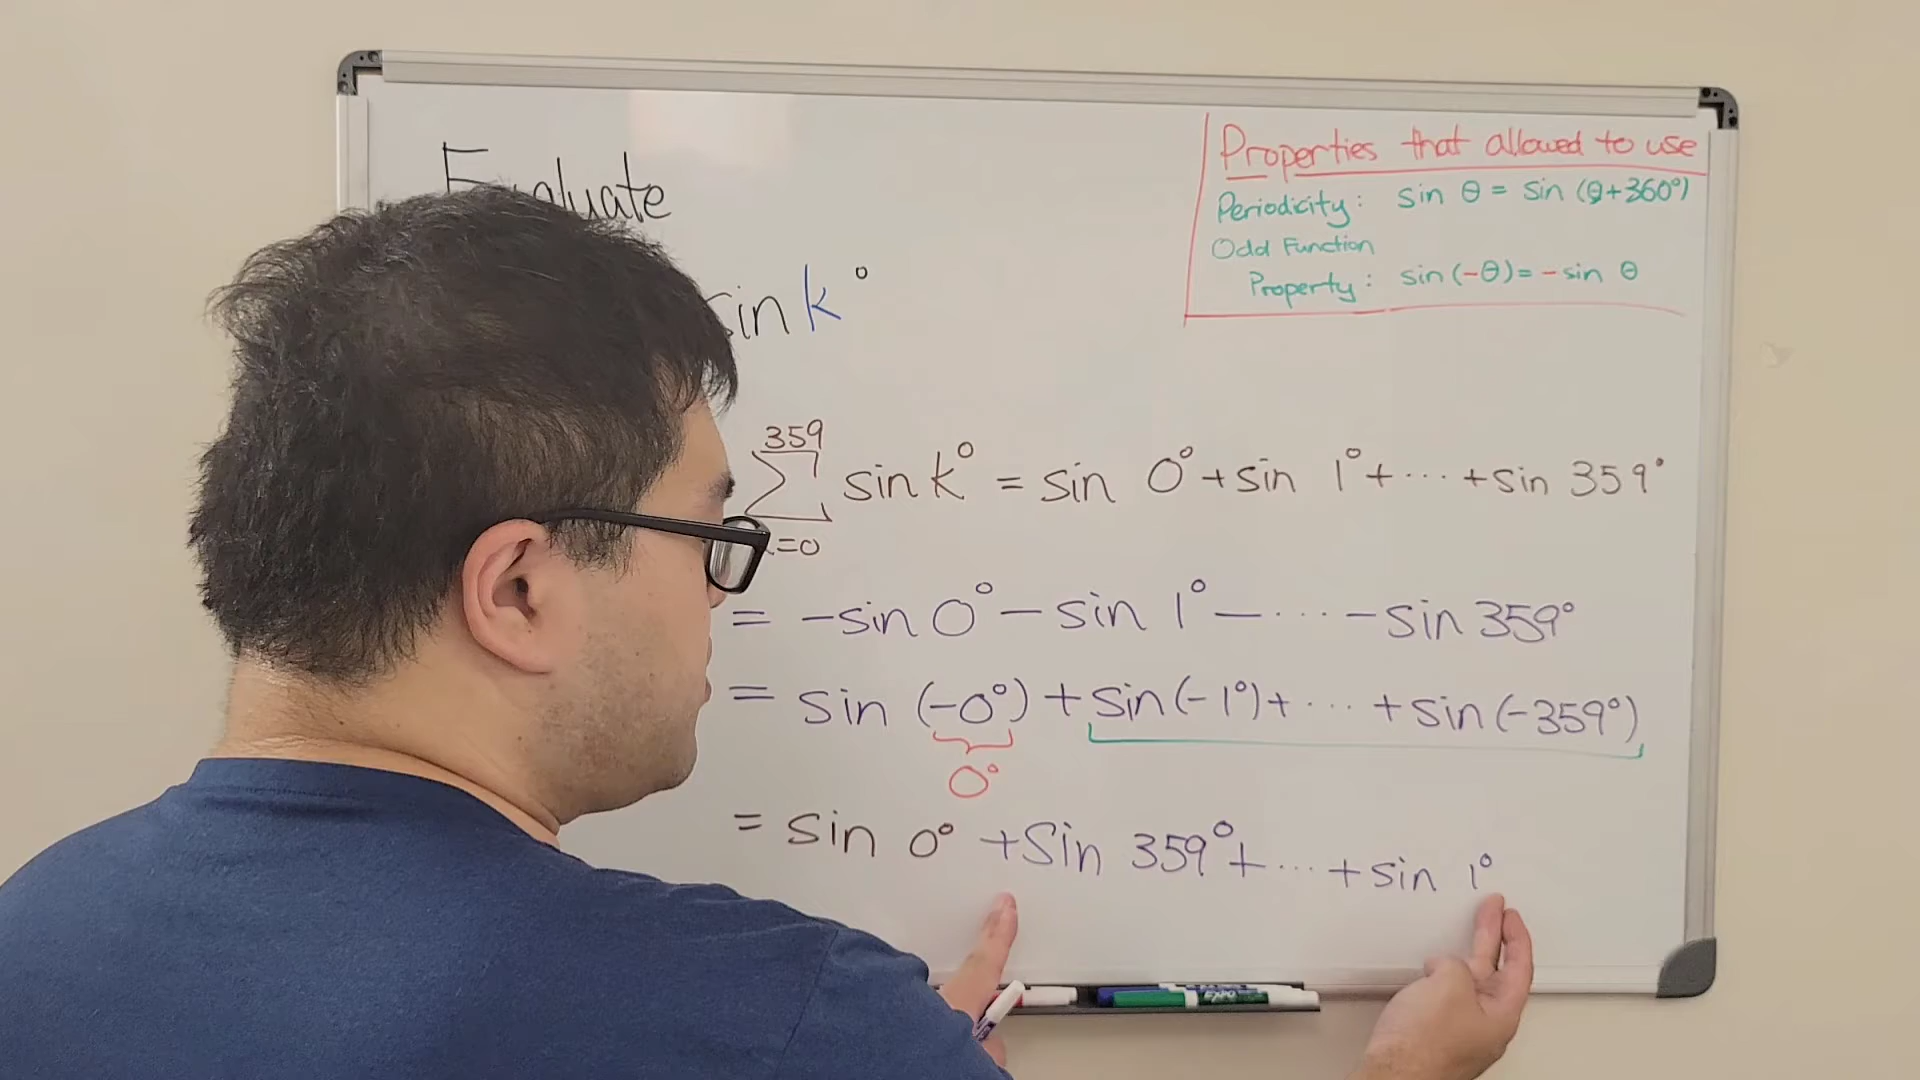 Evaluate
sin k°
Properties that allowed to use
Periodicity: sin θ = sin (θ+360°)
Odd Function
Property: sin (-θ) = - sin θ
359
∑ sin k° = sin 0° + sin 1° + ··· + sin 359°
=0
= -sin 0° - sin 1° - ···· - sin 359°
= sin (-0°) + sin(-1°) + ··· + sin(-359°)
0°
= sin 0° + sin 359° + ··· + sin 1°